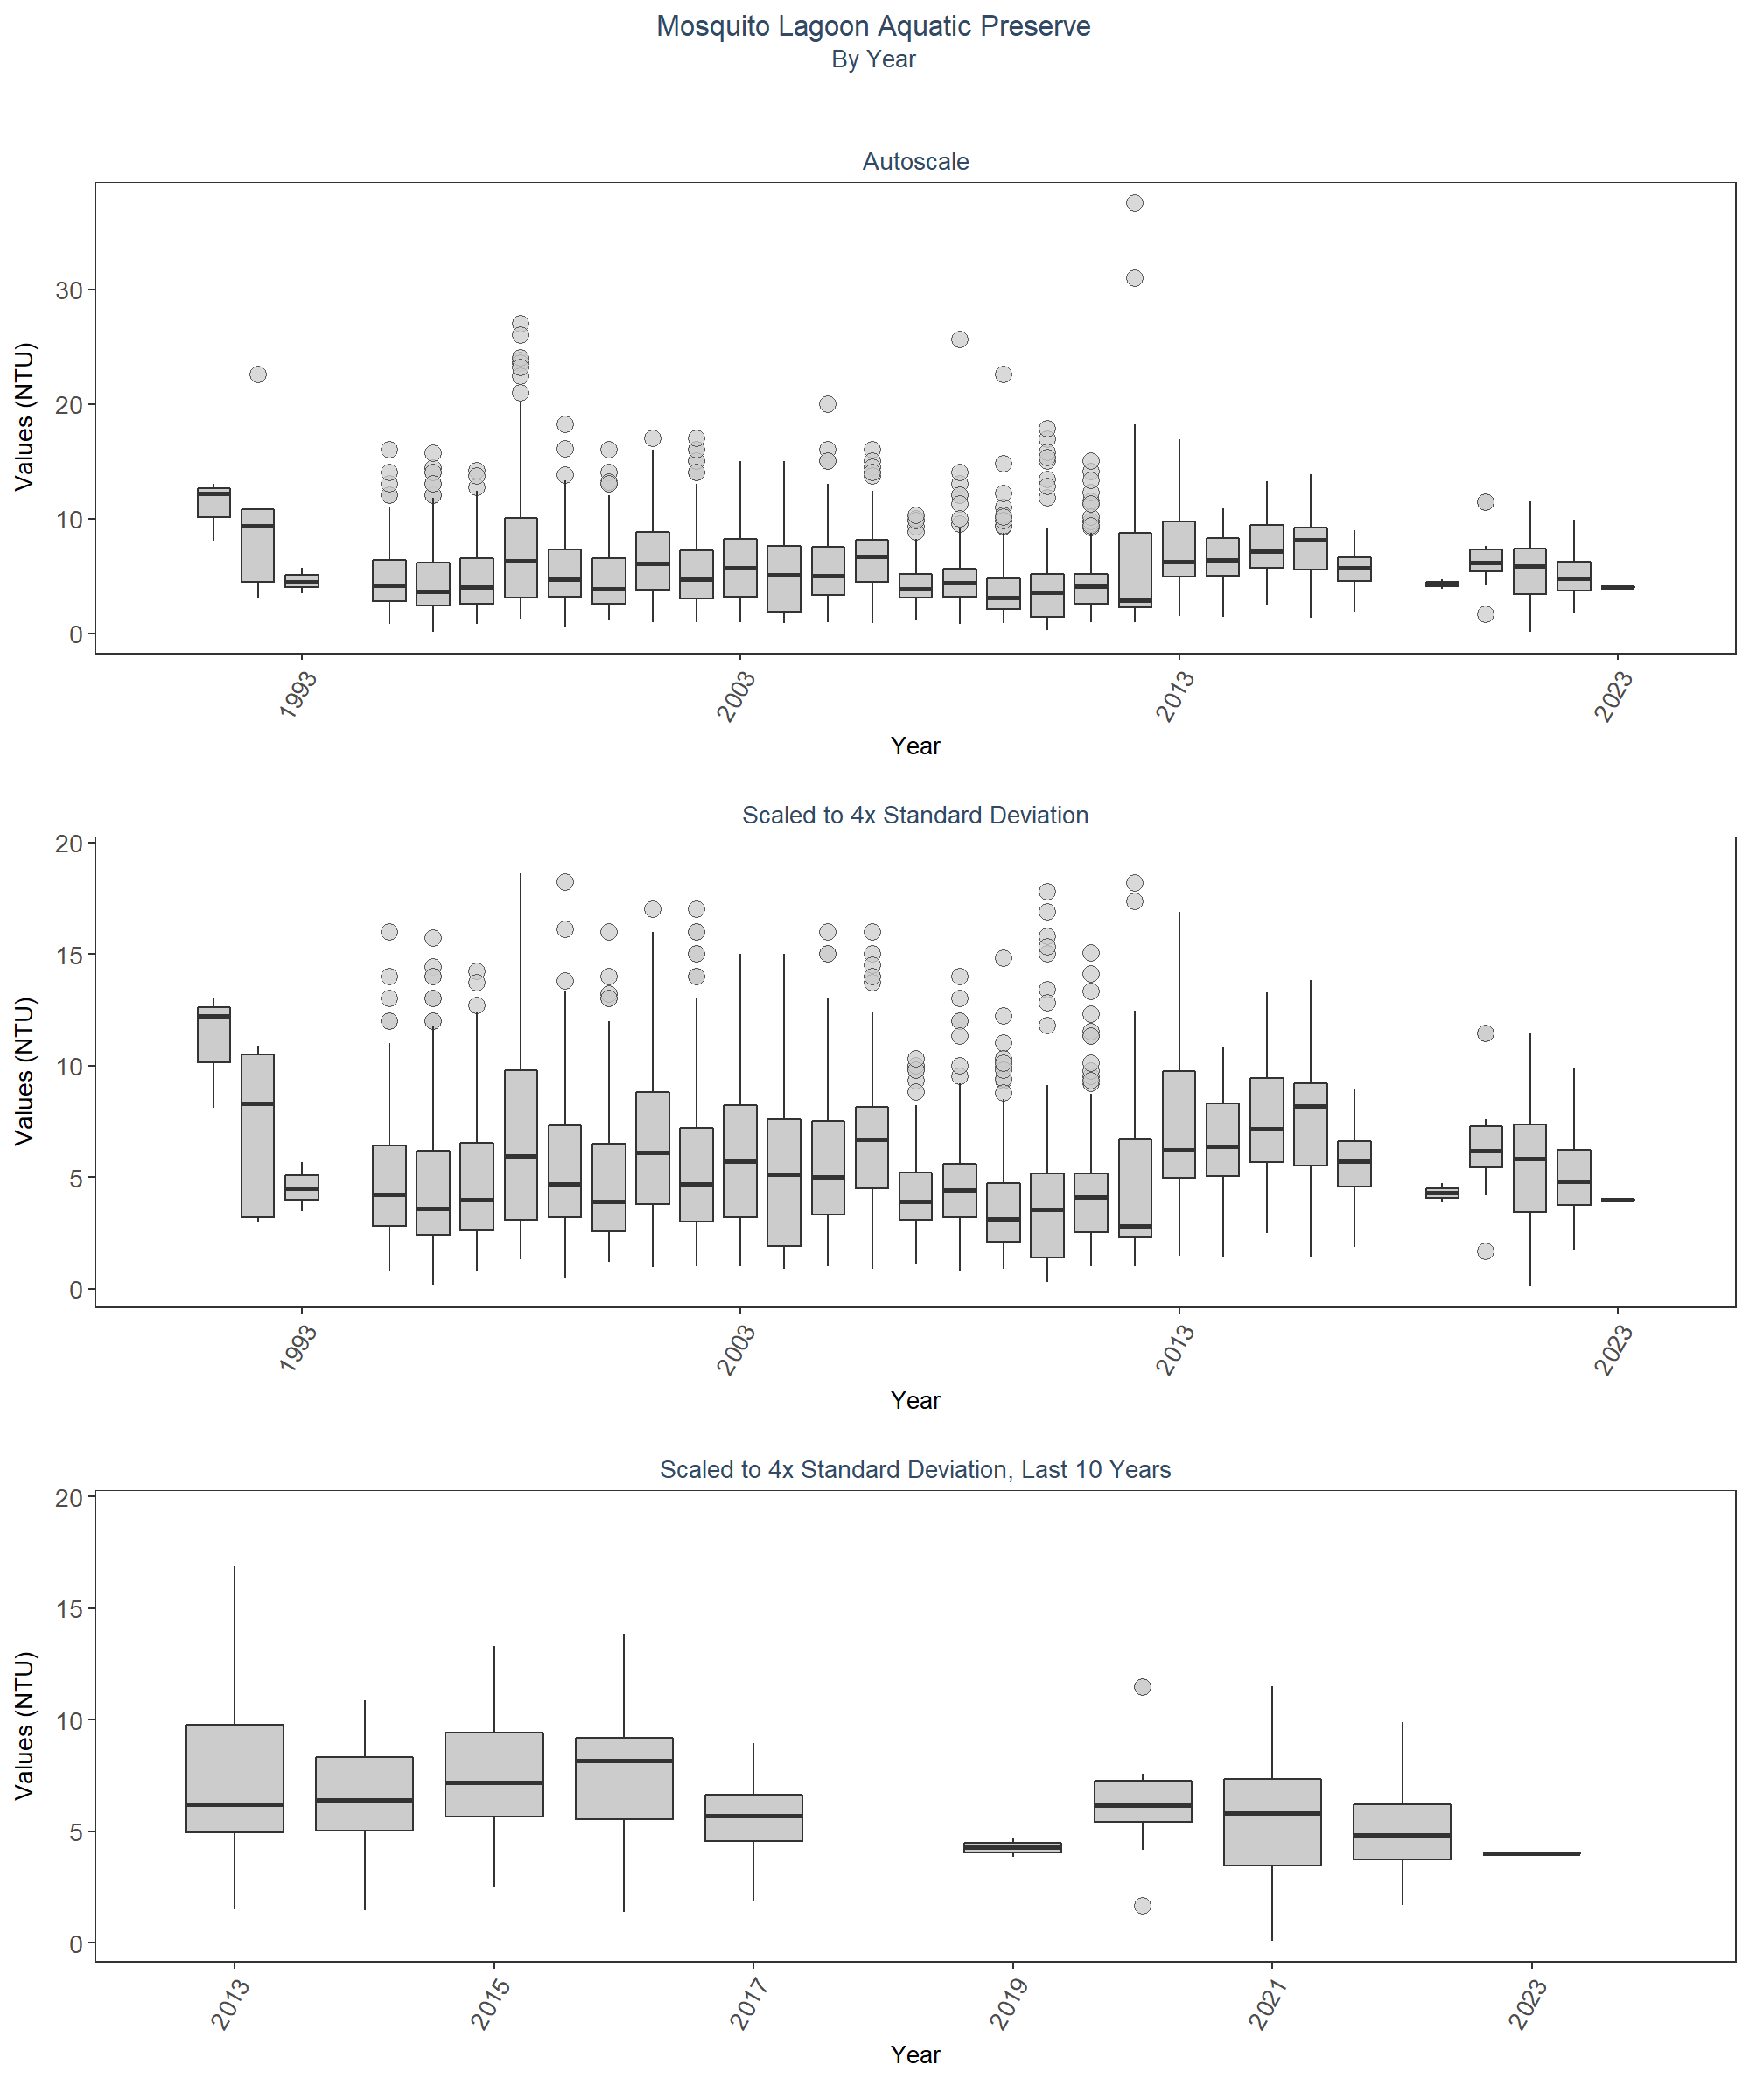 Mosquito Lagoon Aquatic Preserve
By Year
Autoscale
Values (NTU)
30
20
10
0
1993 2003 2013 2023
Year
Scaled to 4x Standard Deviation
Values (NTU)
20
15
10
5
0
1993 2003 2013 2023
Year
Scaled to 4x Standard Deviation, Last 10 Years
Values (NTU)
20
15
10
5
0
2013 2015 2017 2019 2021 2023
Year